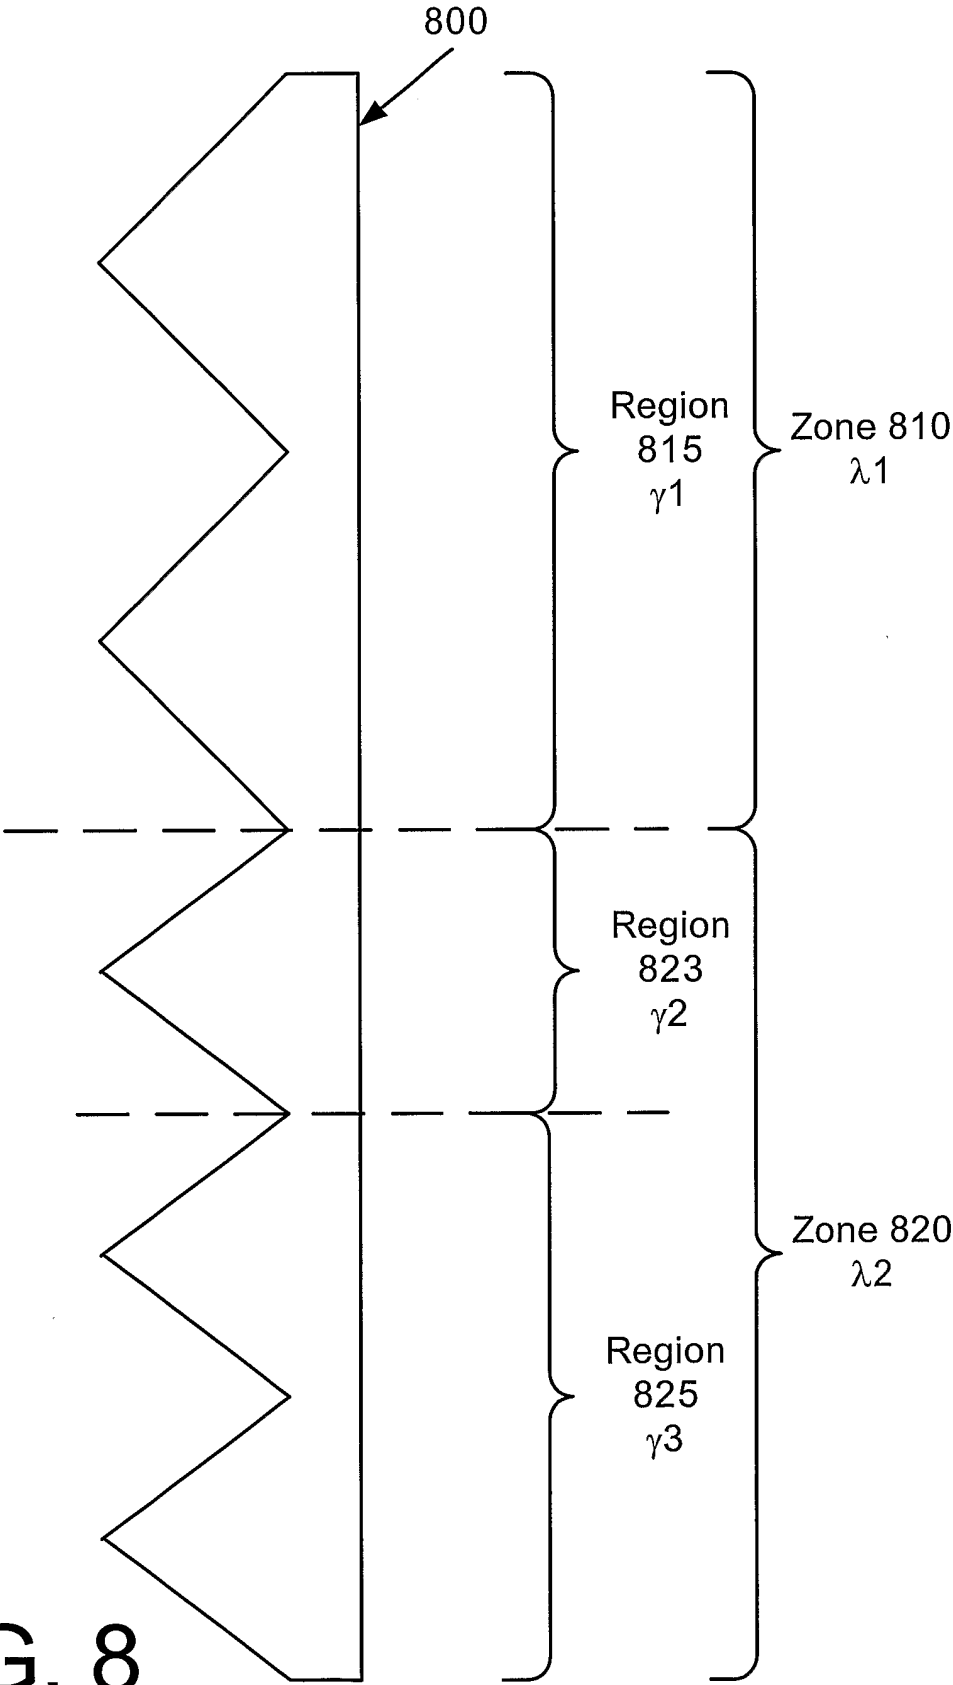 800
Region
815
γ1
Zone 810
λ1
Region
823
γ2
Zone 820
λ2
Region
825
γ3
G. 8